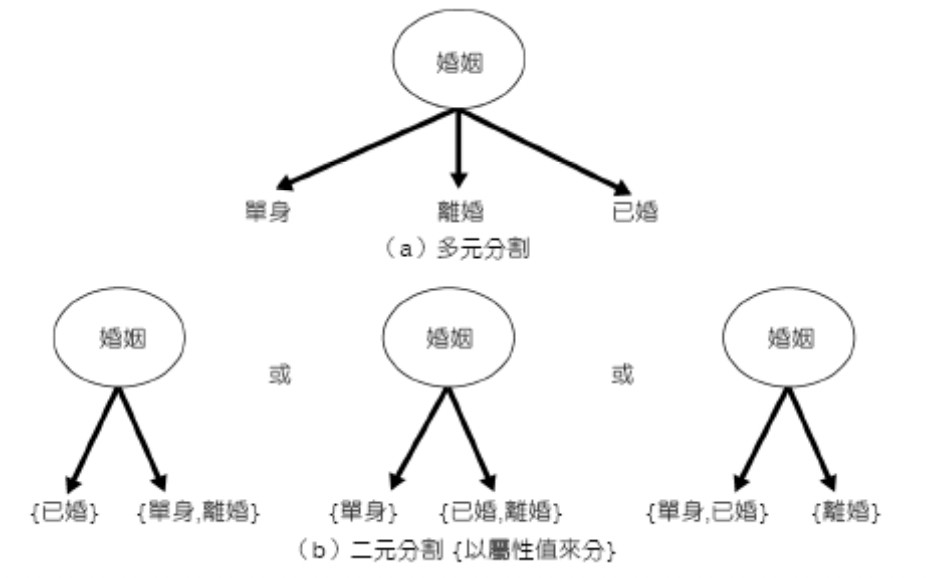 婚姻
單身 離婚 已婚
（a）多元分割
婚姻 或 婚姻 或 婚姻
{已婚} {單身,離婚} {單身} {已婚,離婚} {單身,已婚} {離婚}
（b）二元分割 {以屬性值來分}